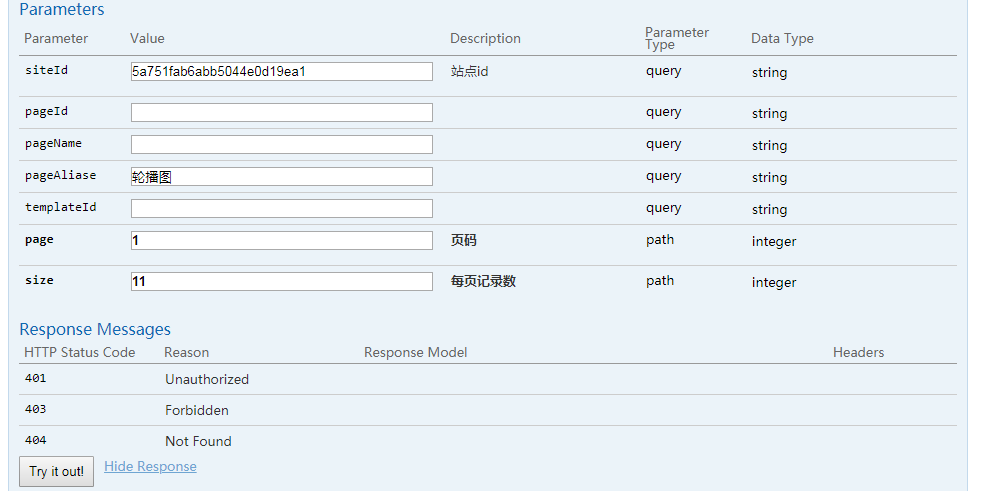 Parameters
Parameter Value Description Parameter Type Data Type
siteId 5a751fab6abb5044e0d19ea1 站点id query string
pageId query string
pageName query string
pageAliase 轮播图 query string
templateId query string
page 1 页码 path integer
size 11 每页记录数 path integer
Response Messages
HTTP Status Code Reason Response Model Headers
401 Unauthorized
403 Forbidden
404 Not Found
Try it out! Hide Response